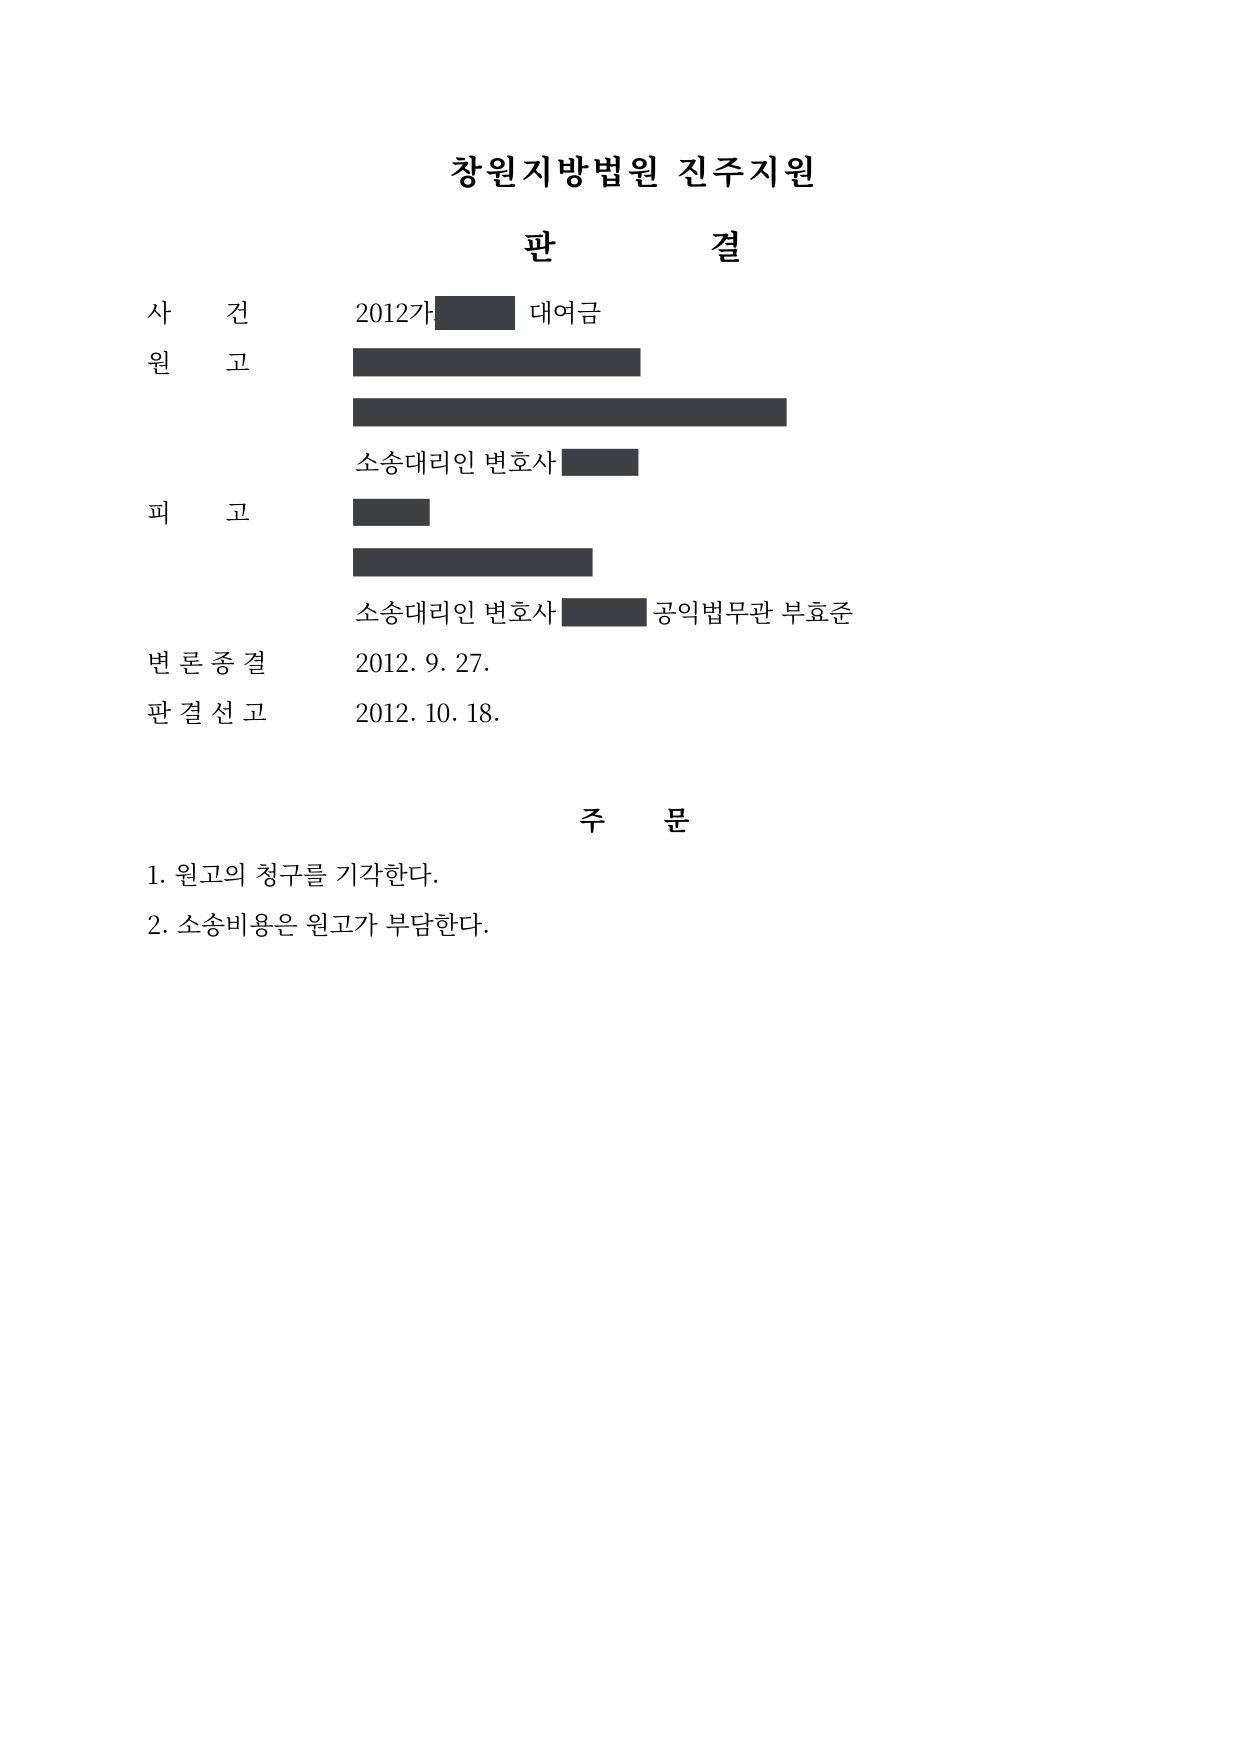 창원지방법원 진주지원
판 결
사 건 2012가 대여금
원 고
소송대리인 변호사
피 고
소송대리인 변호사 공익법무관 부효준
변 론 종 결 2012. 9. 27.
판 결 선 고 2012. 10. 18.
주 문
1. 원고의 청구를 기각한다.
2. 소송비용은 원고가 부담한다.